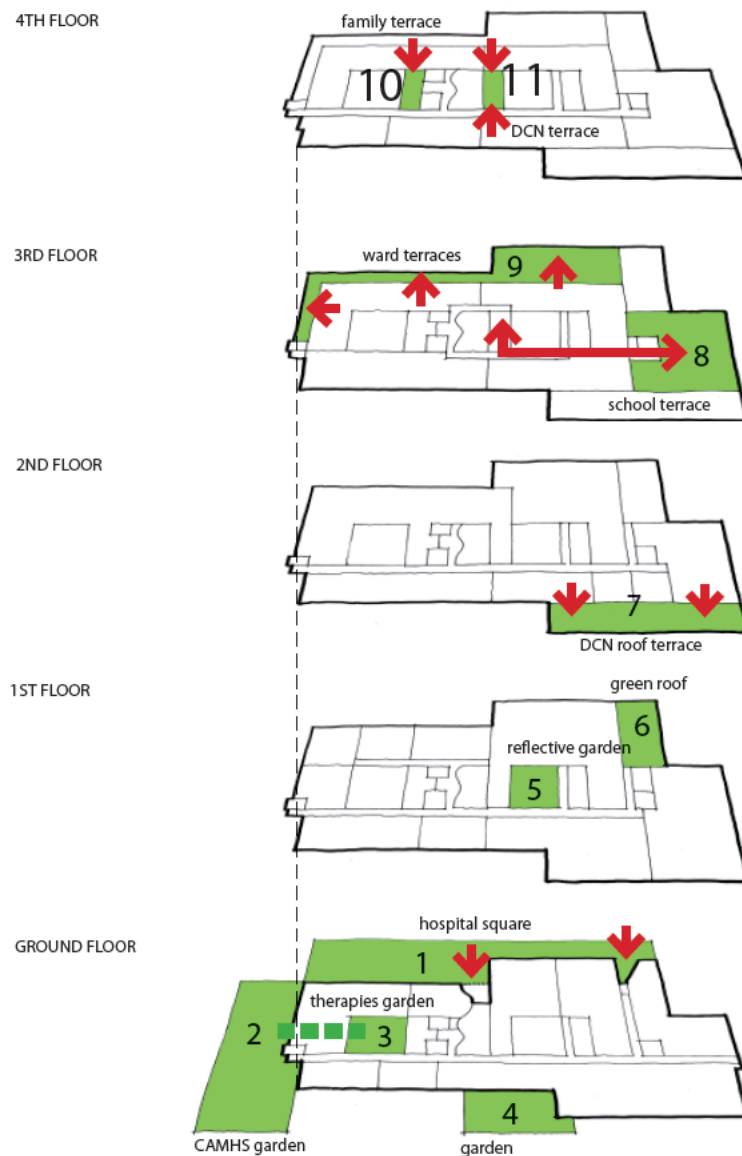 4TH FLOOR
family terrace
10
11
DCN terrace
3RD FLOOR
ward terraces
9
8
school terrace
2ND FLOOR
7
DCN roof terrace
1ST FLOOR
green roof
6
reflective garden
5
GROUND FLOOR
hospital square
1
therapies garden
2
3
4
CAMHS garden
garden